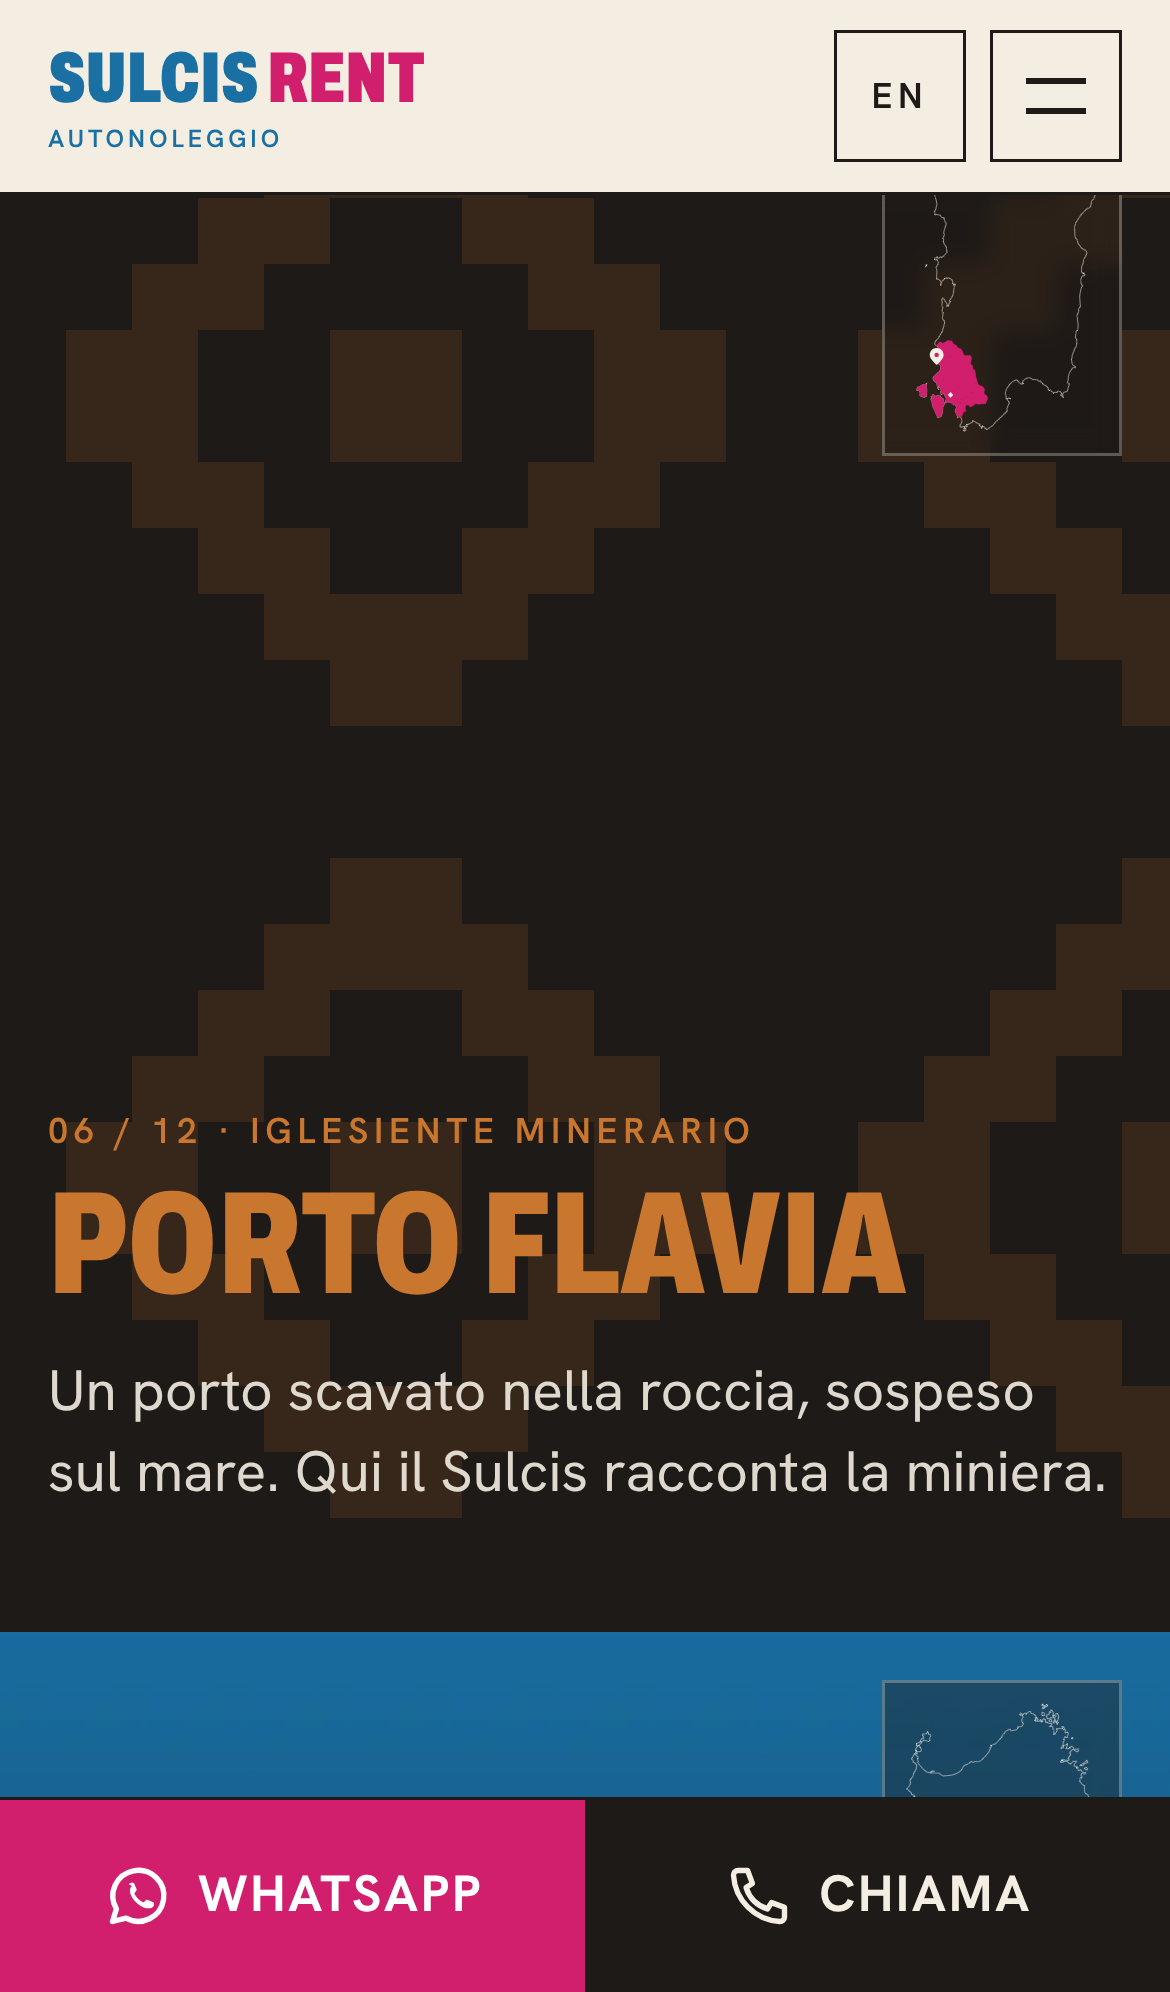 SULCIS RENT
AUTONOLEGGIO
EN
06 / 12 · IGLESIENTE MINERARIO
PORTO FLAVIA
Un porto scavato nella roccia, sospeso
sul mare. Qui il Sulcis racconta la miniera.
WHATSAPP
CHIAMA